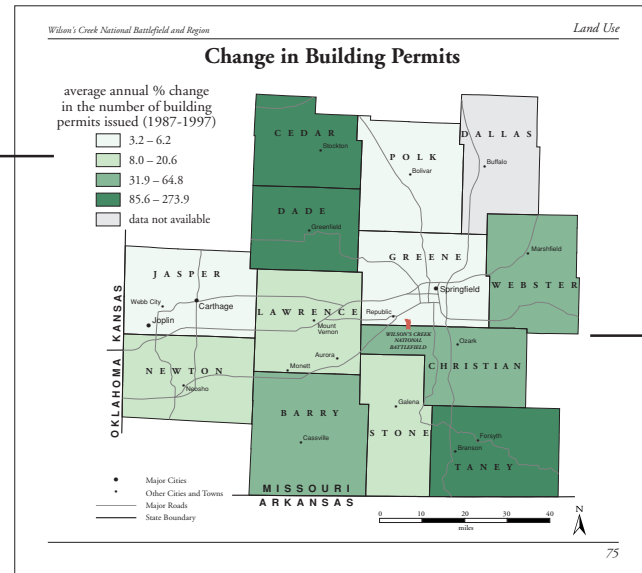 Wilson's Creek National Battlefield and Region
Land Use
Change in Building Permits
average annual % change
in the number of building
permits issued (1987-1997)
3.2 – 6.2
8.0 – 20.6
31.9 – 64.8
85.6 – 273.9
data not available
CEDAR
Stockton
DALLAS
POLK
Bolivar
Buffalo
DADE
Greenfield
GREENE
Marshfield
JASPER
Springfield
WEBSTER
Webb City
Carthage
Joplin
LAWRENCE
Republic
Mount
Vernon
WILSON'S CREEK
NATIONAL
BATTLEFIELD
Ozark
Aurora
CHRISTIAN
NEWTON
Monett
Neosho
OKLAHOMA KANSAS
Galena
BARRY
Cassville
STONE
Forsyth
Branson
TANEY
Major Cities
Other Cities and Towns
Major Roads
State Boundary
MISSOURI
ARKANSAS
0 10 20 30 40
miles
N
75